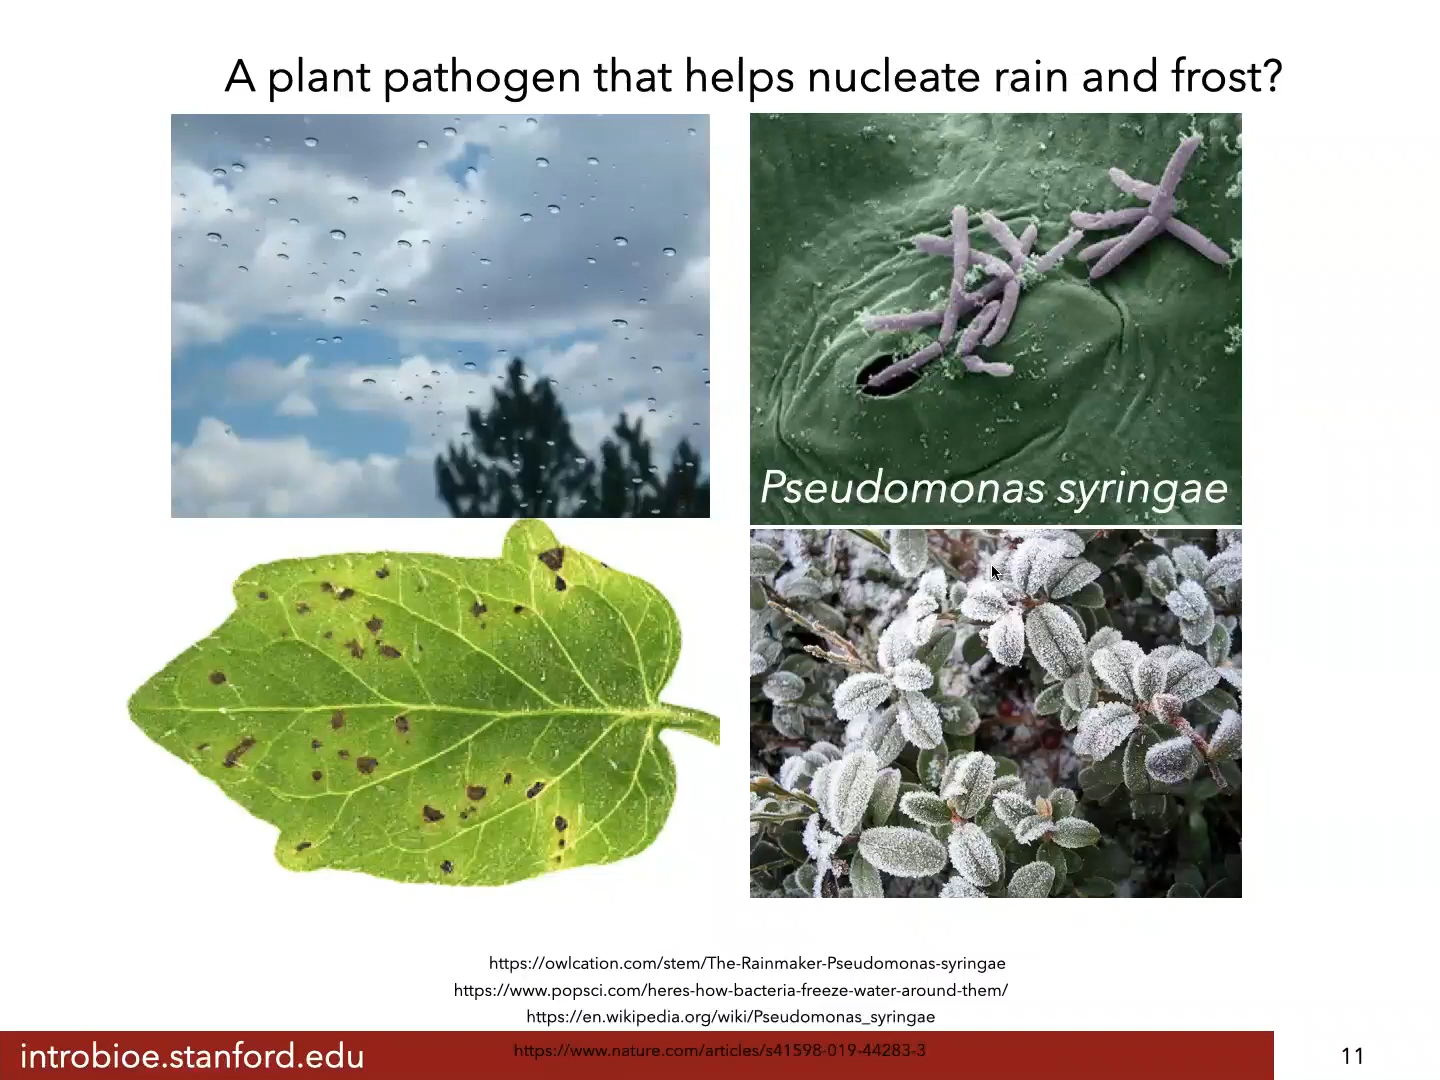 A plant pathogen that helps nucleate rain and frost?
Pseudomonas syringae
https://owlcation.com/stem/The-Rainmaker-Pseudomonas-syringae
https://www.popsci.com/heres-how-bacteria-freeze-water-around-them/
https://en.wikipedia.org/wiki/Pseudomonas_syringae
https://www.nature.com/articles/s41598-019-44283-3
introbioe.stanford.edu
11